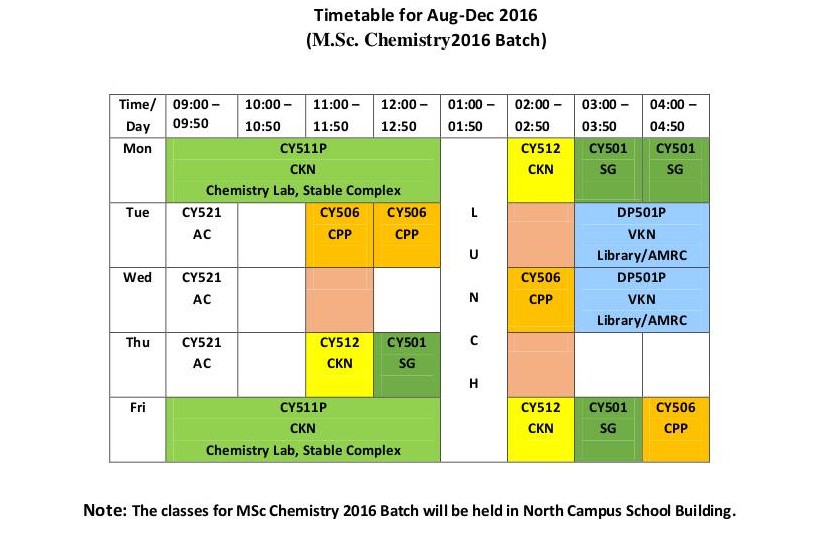 Timetable for Aug-Dec 2016
(M.Sc. Chemistry2016 Batch)
Time/ 09:00 – 10:00 – 11:00 – 12:00 – 01:00 – 02:00 – 03:00 – 04:00 –
Day 09:50 10:50 11:50 12:50 01:50 02:50 03:50 04:50
Mon CY511P CY512 CY501 CY501
CKN CKN SG SG
Chemistry Lab, Stable Complex
Tue CY521 CY506 CY506 L DP501P
AC CPP CPP VKN
U Library/AMRC
Wed CY521 CY506 DP501P
AC N CPP VKN
Library/AMRC
Thu CY521 CY512 CY501 C
AC CKN SG
H
Fri CY511P CY512 CY501 CY506
CKN CKN SG CPP
Chemistry Lab, Stable Complex
Note: The classes for MSc Chemistry 2016 Batch will be held in North Campus School Building.